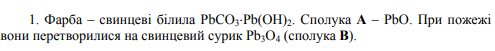 1. Фарба – свинцеві білила PbCO₃·Pb(OH)₂. Сполука А – PbO. При пожежі
вони перетворилися на свинцевий сурик Pb₃O₄ (сполука В).